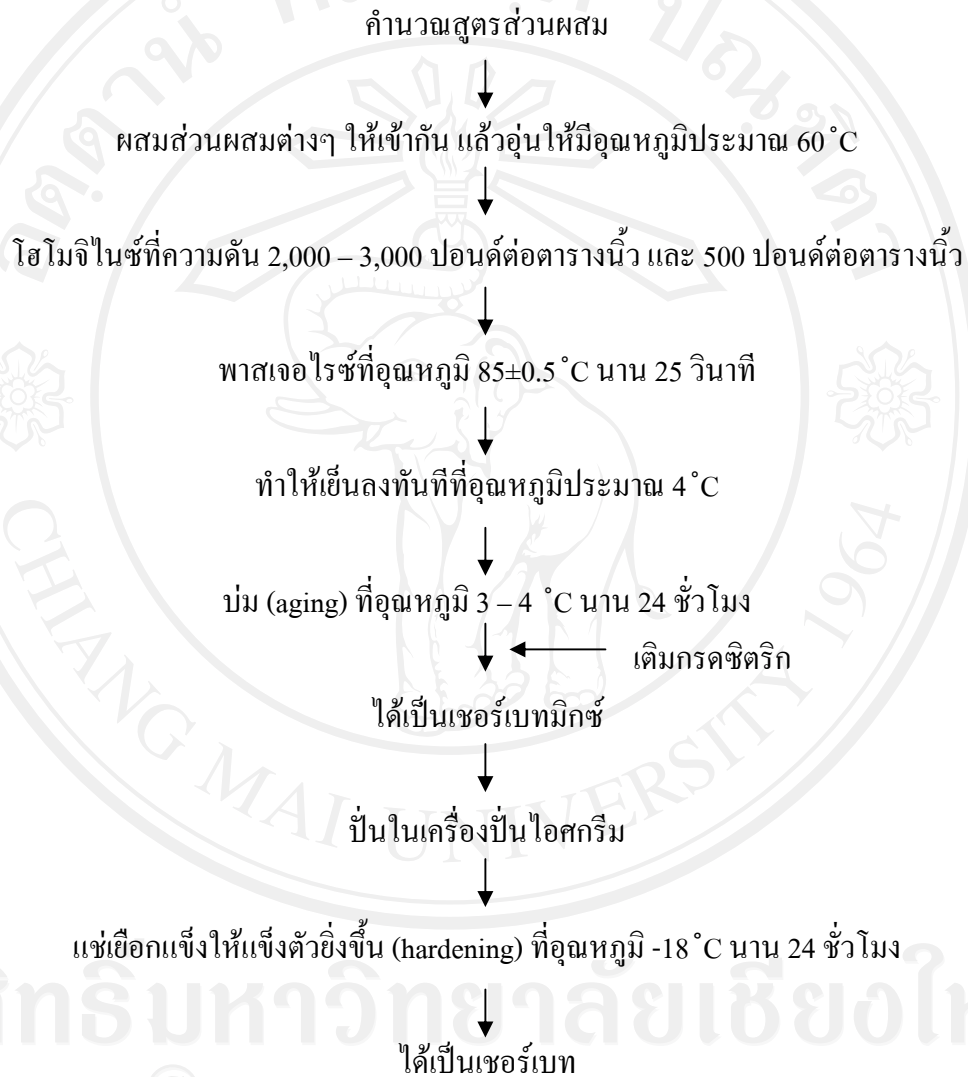 คำนวณสูตรส่วนผสม
ผสมส่วนผสมต่างๆ ให้เข้ากัน แล้วอุ่นให้มีอุณหภูมิประมาณ 60 ˚C
โฮโมจิไนซ์ที่ความดัน 2,000 – 3,000 ปอนด์ต่อตารางนิ้ว และ 500 ปอนด์ต่อตารางนิ้ว
พาสเจอไรซ์ที่อุณหภูมิ 85±0.5 ˚C นาน 25 วินาที
ทำให้เย็นลงทันทีที่อุณหภูมิประมาณ 4 ˚C
บ่ม (aging) ที่อุณหภูมิ 3 – 4 ˚C นาน 24 ชั่วโมง
เติมกรดซิตริก
ได้เป็นเชอร์เบทมิกซ์
ปั่นในเครื่องปั่นไอศกรีม
แช่เยือกแข็งให้แข็งตัวยิ่งขึ้น (hardening) ที่อุณหภูมิ -18 ˚C นาน 24 ชั่วโมง
ได้เป็นเชอร์เบท
CHIANG MAI UNIVERSITY 1964